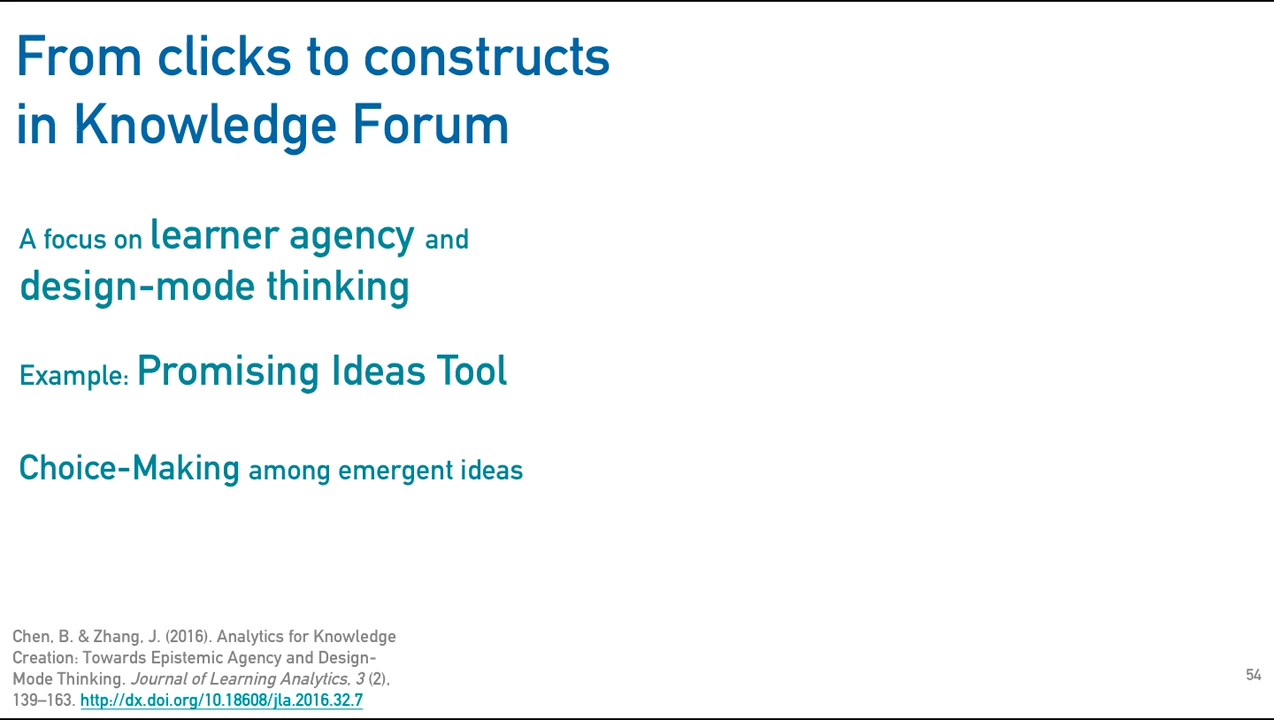 From clicks to constructs
in Knowledge Forum
A focus on learner agency and
design-mode thinking
Example: Promising Ideas Tool
Choice-Making among emergent ideas
Chen, B. & Zhang, J. (2016). Analytics for Knowledge
Creation: Towards Epistemic Agency and Design-
Mode Thinking. Journal of Learning Analytics, 3 (2),
139–163. http://dx.doi.org/10.18608/jla.2016.32.7
54